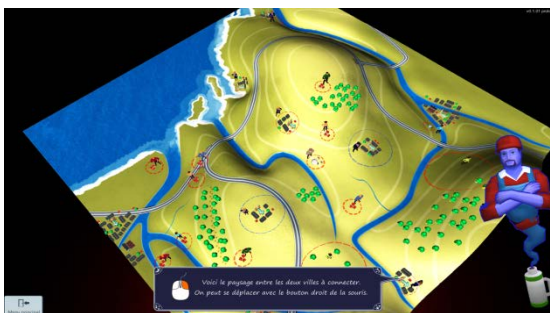 Voici le paysage entre les deux villes à connecter.
On peut se déplacer avec le bouton droit de la souris.